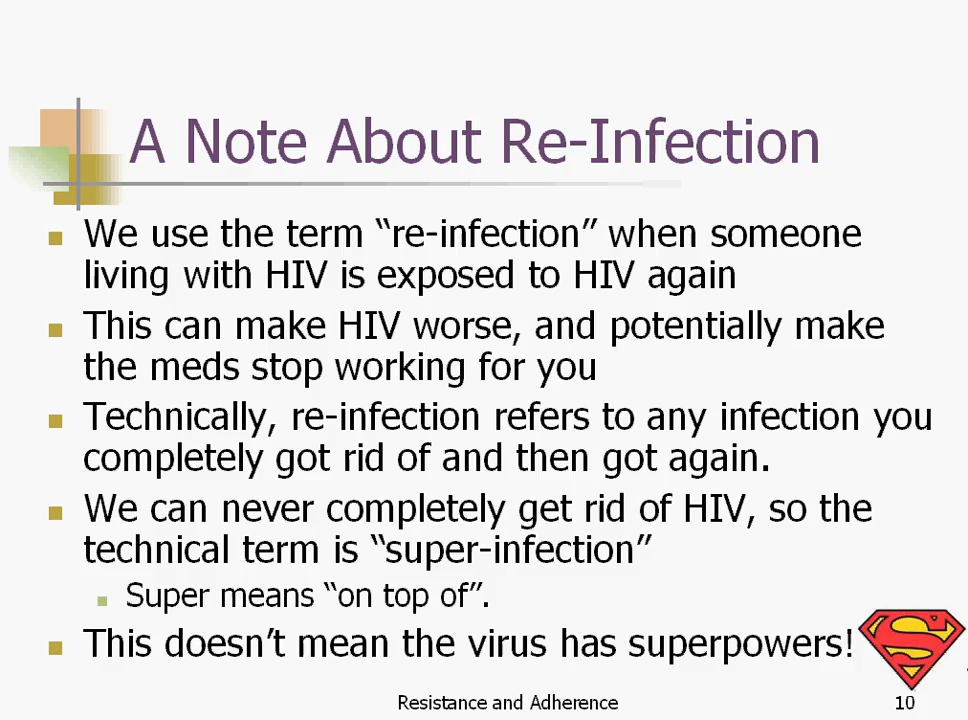 A Note About Re-Infection
We use the term “re-infection” when someone
living with HIV is exposed to HIV again
This can make HIV worse, and potentially make
the meds stop working for you
Technically, re-infection refers to any infection you
completely got rid of and then got again.
We can never completely get rid of HIV, so the
technical term is “super-infection”
Super means “on top of”.
This doesn’t mean the virus has superpowers!
S
Resistance and Adherence
10